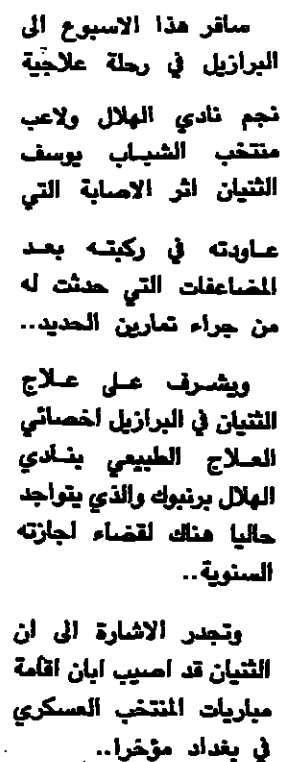 سافر هذا الاسبوع الى
البرازيل في رحلة علاجية
نجم نادي الهلال ولاعب
منتخب الشباب يوسف
الثنيان اثر الاصابة التي
عاودته في ركبته بعد
المضاعفات التي حدثت له
من جراء تمارين الحديد..
ويشرف على علاج
الثنيان في البرازيل اخصائي
العلاج الطبيعي بنادي
الهلال برنبوك والذي يتواجد
حاليا هناك لقضاء اجازته
السنوية..
وتجدر الاشارة الى ان
الثنيان قد اصيب ابان اقامة
مباريات المنتخب العسكري
في بغداد مؤخرا..